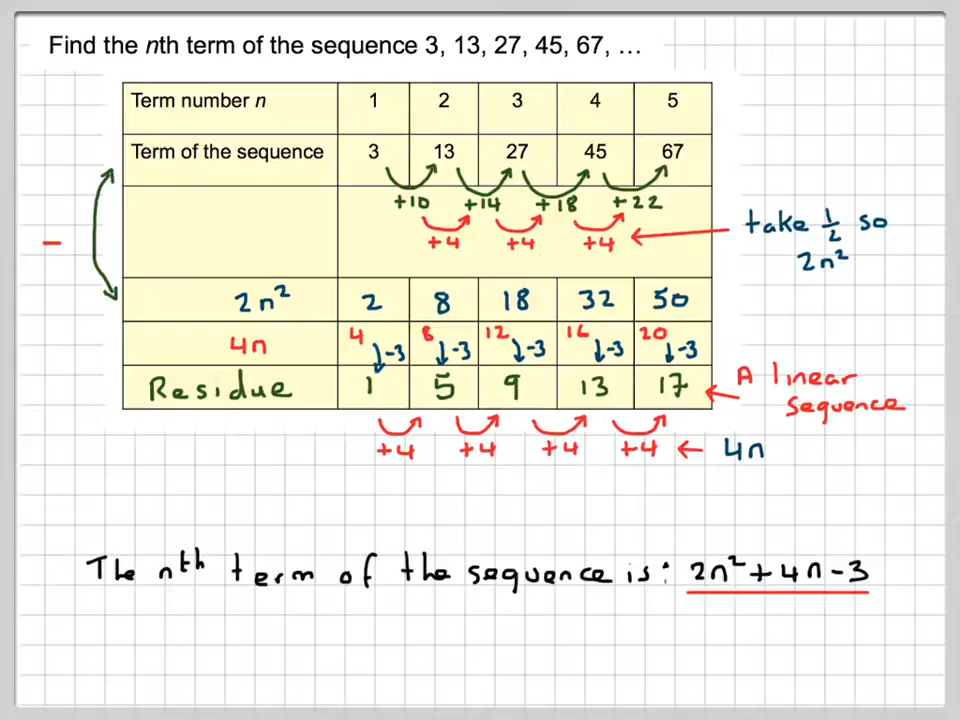 Find the nth term of the sequence 3, 13, 27, 45, 67, …
Term number n 1 2 3 4 5
Term of the sequence 3 13 27 45 67
+10 +14 +18 +22
+4 +4 +4
take 1/2 so
2n²
−
2n² 2 8 18 32 50
4n 4 8 12 16 20
-3 -3 -3 -3 -3
Residue 1 5 9 13 17
A linear
sequence
+4 +4 +4 +4 ← 4n
The nth term of the sequence is: 2n²+4n-3